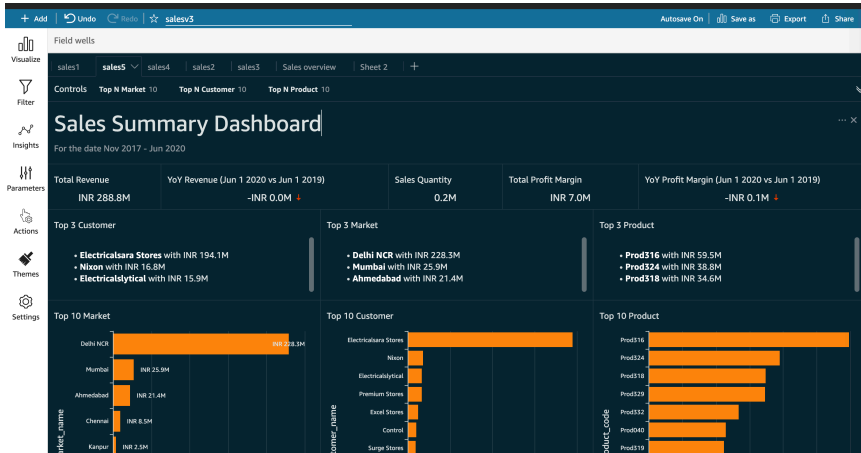 + Add Undo Redo salesv3 Autosave On Save as Export Share
Visualize
Filter
Insights
Parameters
Actions
Themes
Settings
Field wells
sales1 sales5 sales4 sales2 sales3 Sales overview Sheet 2 +
Controls Top N Market 10 Top N Customer 10 Top N Product 10
Sales Summary Dashboard
For the date Nov 2017 - Jun 2020
Total Revenue
INR 288.8M
YoY Revenue (Jun 1 2020 vs Jun 1 2019)
-INR 0.0M ↓
Sales Quantity
0.2M
Total Profit Margin
INR 7.0M
YoY Profit Margin (Jun 1 2020 vs Jun 1 2019)
-INR 0.1M ↓
Top 3 Customer
• Electricalsara Stores with INR 194.1M
• Nixon with INR 16.8M
• Electricalslytical with INR 15.9M
Top 3 Market
• Delhi NCR with INR 228.3M
• Mumbai with INR 25.9M
• Ahmedabad with INR 21.4M
Top 3 Product
• Prod316 with INR 59.5M
• Prod324 with INR 38.8M
• Prod318 with INR 34.6M
Top 10 Market
Delhi NCR INR 228.3M
Mumbai INR 25.9M
Ahmedabad INR 21.4M
Chennai INR 8.5M
Kanpur INR 2.5M
Top 10 Customer
Electricalsara Stores
Nixon
Electricalslytical
Premium Stores
Excel Stores
Control
Surge Stores
Top 10 Product
Prod316
Prod324
Prod318
Prod329
Prod332
Prod040
Prod319